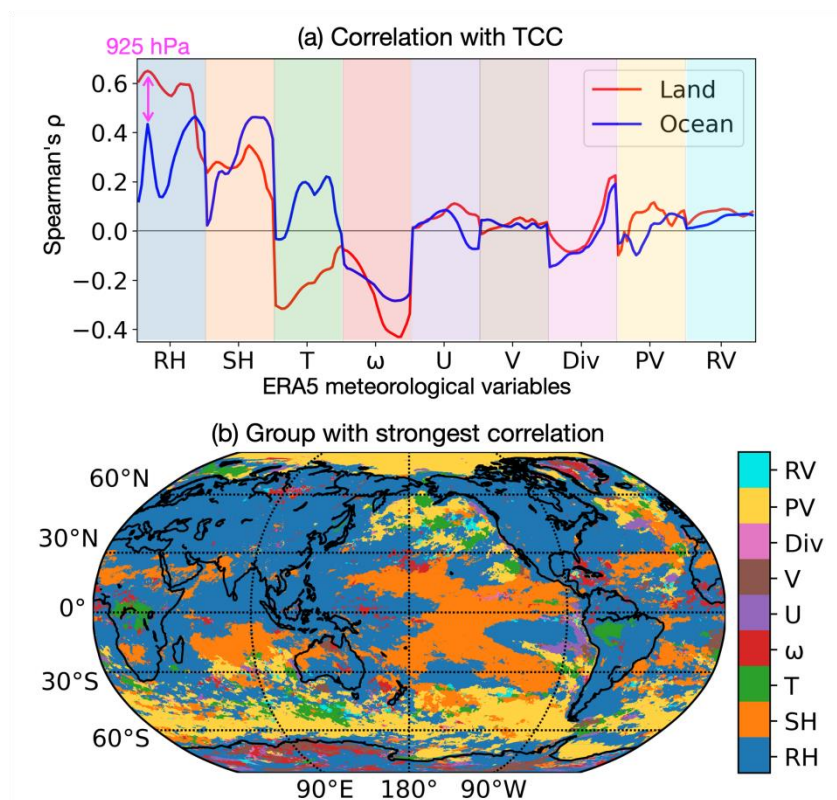 (a) Correlation with TCC
925 hPa
0.6
0.4
0.2
0.0
−0.2
−0.4
Spearman's ρ
Land
Ocean
RH SH T ω U V Div PV RV
ERA5 meteorological variables
(b) Group with strongest correlation
60°N
30°N
0°
30°S
60°S
90°E 180° 90°W
RV
PV
Div
V
U
ω
T
SH
RH